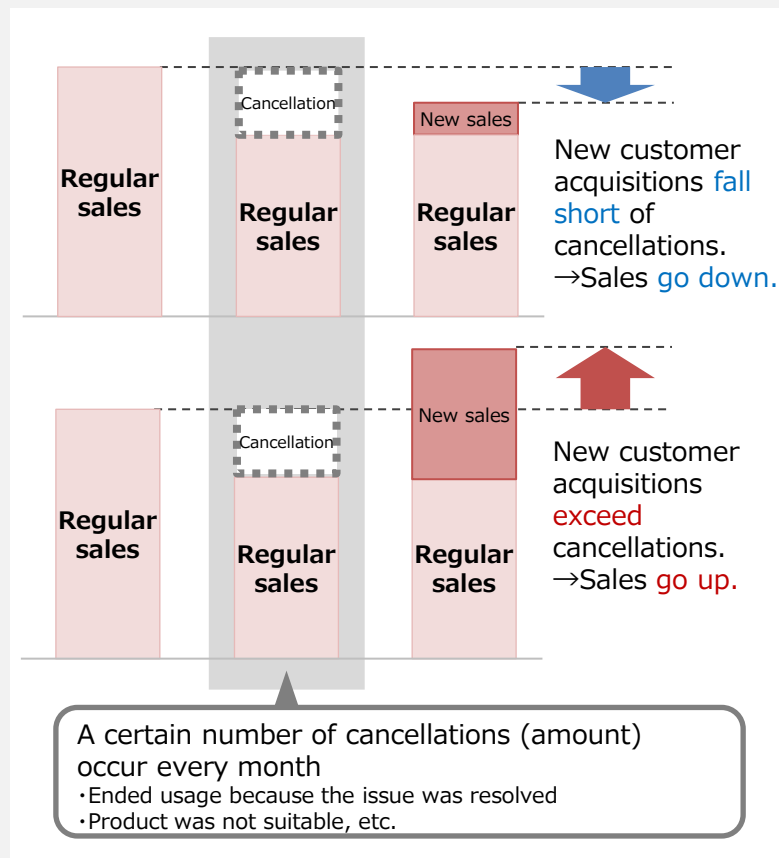 Regular
sales
Cancellation
Regular
sales
New sales
Regular
sales
New customer
acquisitions fall
short of
cancellations.
→Sales go down.
Regular
sales
Cancellation
Regular
sales
New sales
Regular
sales
New customer
acquisitions
exceed
cancellations.
→Sales go up.
A certain number of cancellations (amount)
occur every month
・Ended usage because the issue was resolved
・Product was not suitable, etc.